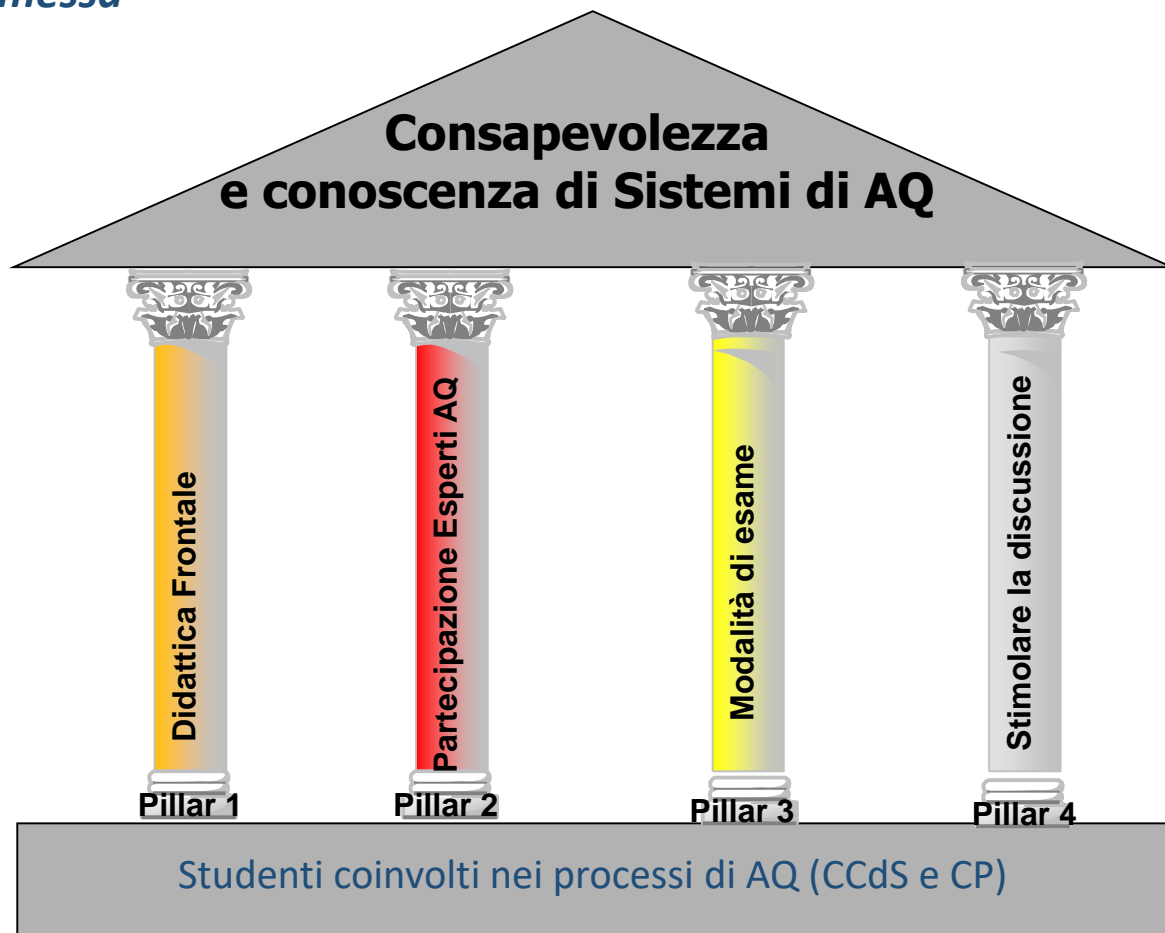 Consapevolezza
e conoscenza di Sistemi di AQ
Didattica Frontale
Partecipazione Esperti AQ
Modalità di esame
Stimolare la discussione
Pillar 1
Pillar 2
Pillar 3
Pillar 4
Studenti coinvolti nei processi di AQ (CCdS e CP)